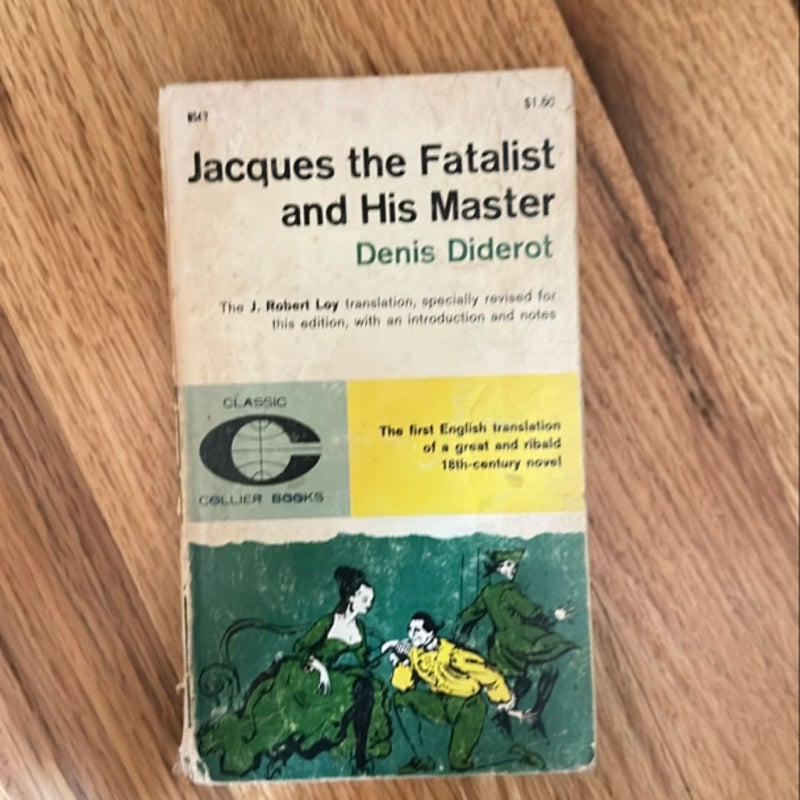 $1.50
Jacques the Fatalist
and His Master
Denis Diderot
The J. Robert Loy translation, specially revised for
this edition, with an introduction and notes
CLASSIC
COLLIER BOOKS
The first English translation
of a great and ribald
18th-century novel